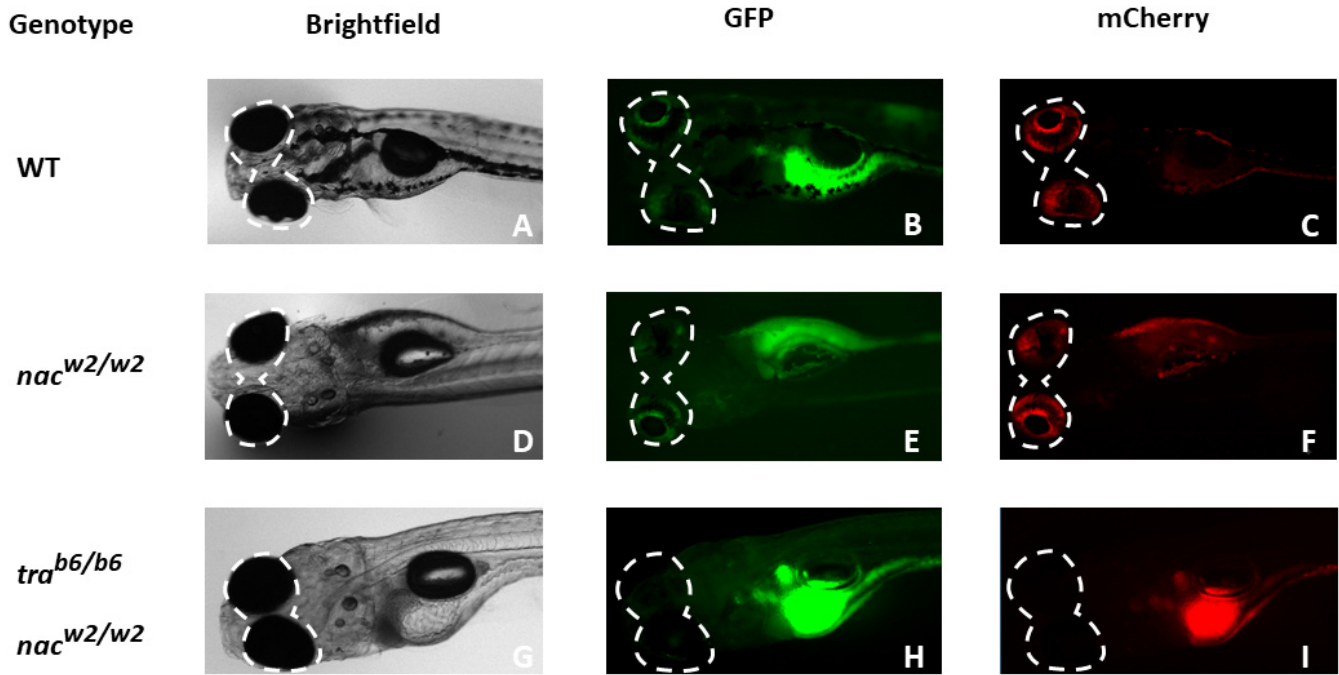 Genotype Brightfield GFP mCherry
WT A B C
nac^w2/w2 D E F
tra^b6/b6
nac^w2/w2 G H I